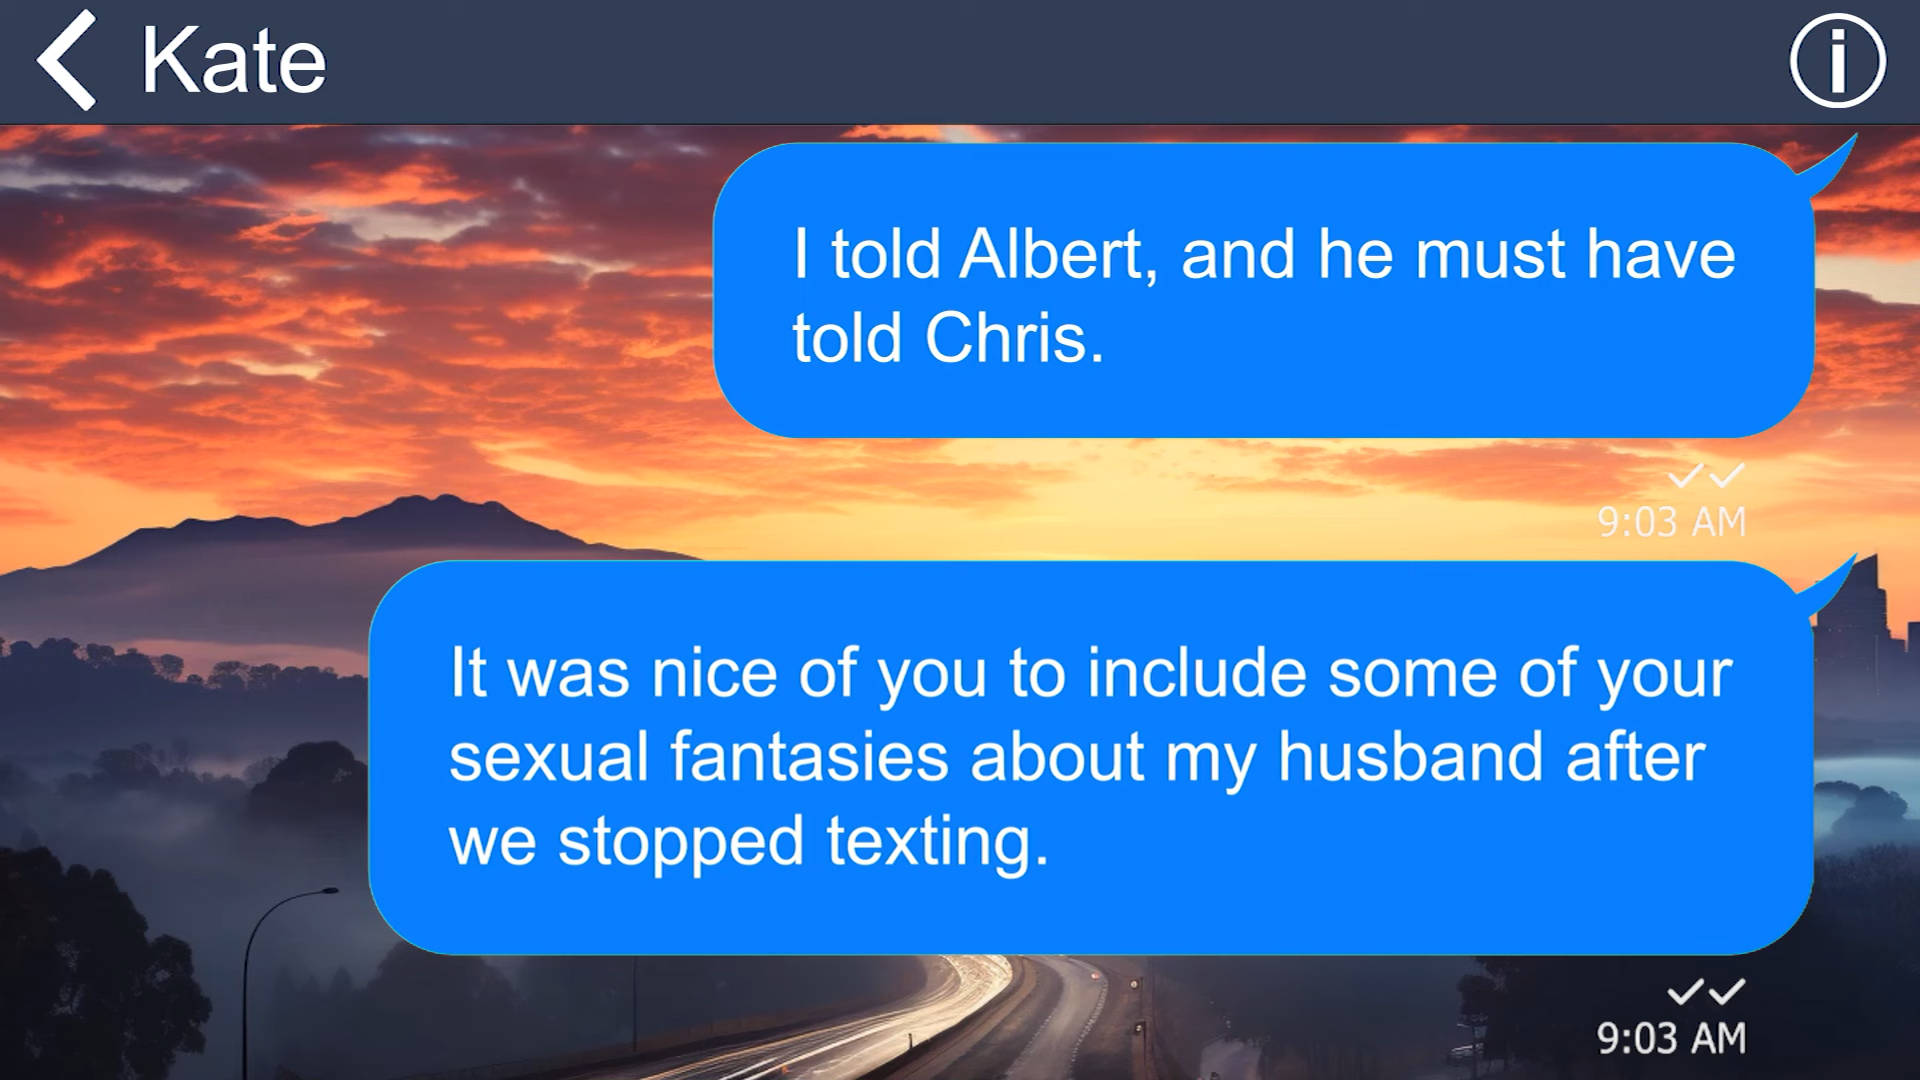 Kate
I told Albert, and he must have
told Chris.
9:03 AM
It was nice of you to include some of your
sexual fantasies about my husband after
we stopped texting.
9:03 AM